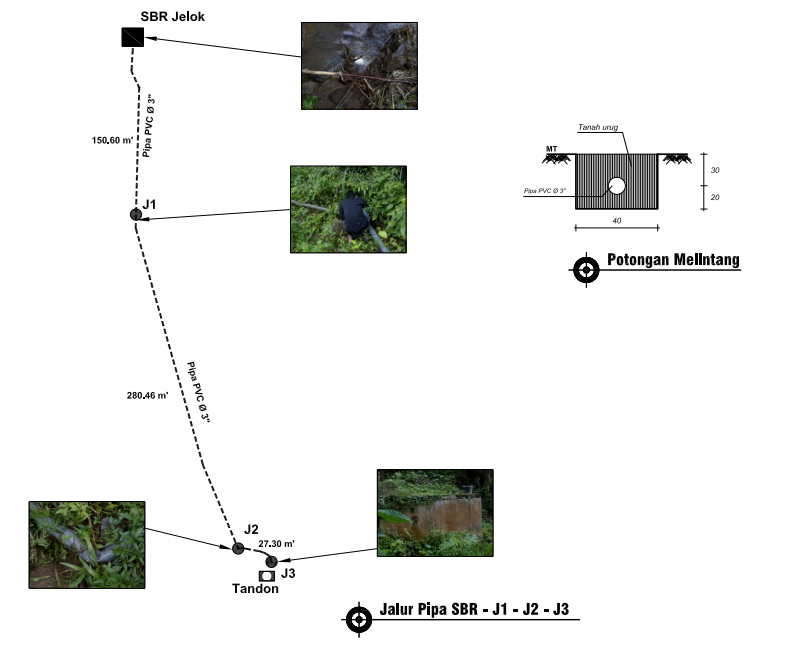 SBR Jelok
150.60 m'
Pipa PVC Ø 3"
J1
280.46 m'
Pipa PVC Ø 3"
J2
27.30 m'
J3
Tandon
Jalur Pipa SBR - J1 - J2 - J3
Tanah urug
MT
Pipa PVC Ø 3"
30
20
40
Potongan MelIntang